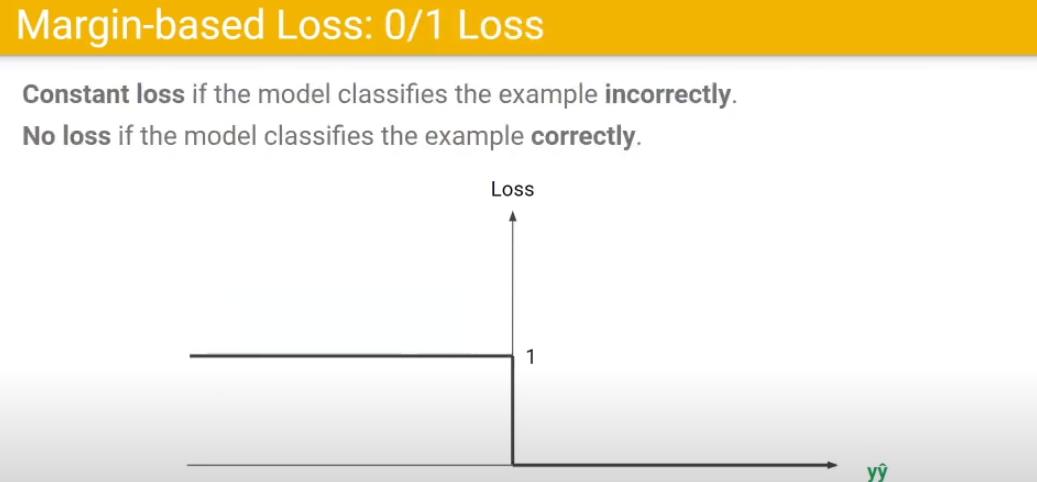 Margin-based Loss: 0/1 Loss
Constant loss if the model classifies the example incorrectly.
No loss if the model classifies the example correctly.
Loss
1
yŷ